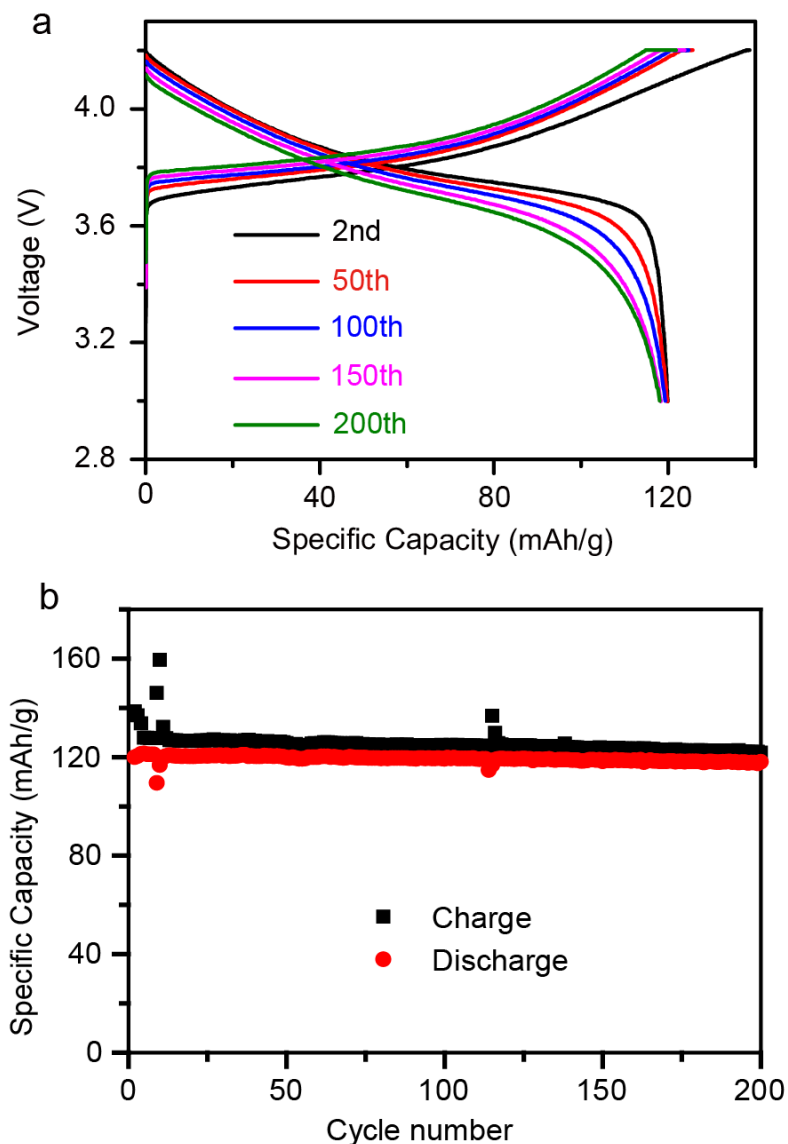 a
4.0
3.6
3.2
2.8
Voltage (V)
2nd
50th
100th
150th
200th
0 40 80 120
Specific Capacity (mAh/g)
b
160
120
80
40
0
Specific Capacity (mAh/g)
Charge
Discharge
0 50 100 150 200
Cycle number